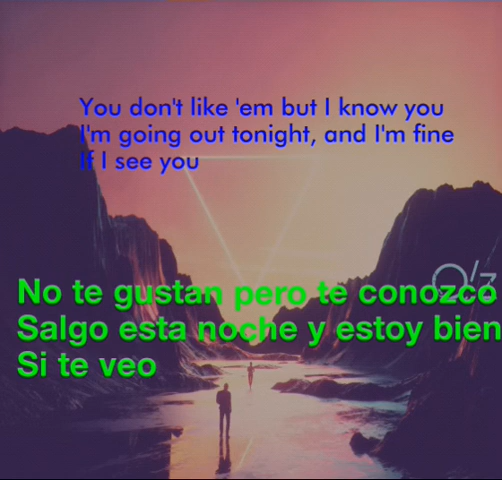 You don't like 'em but I know you
I'm going out tonight, and I'm fine
If I see you
No te gustan pero te conozco
Salgo esta noche y estoy bien
Si te veo